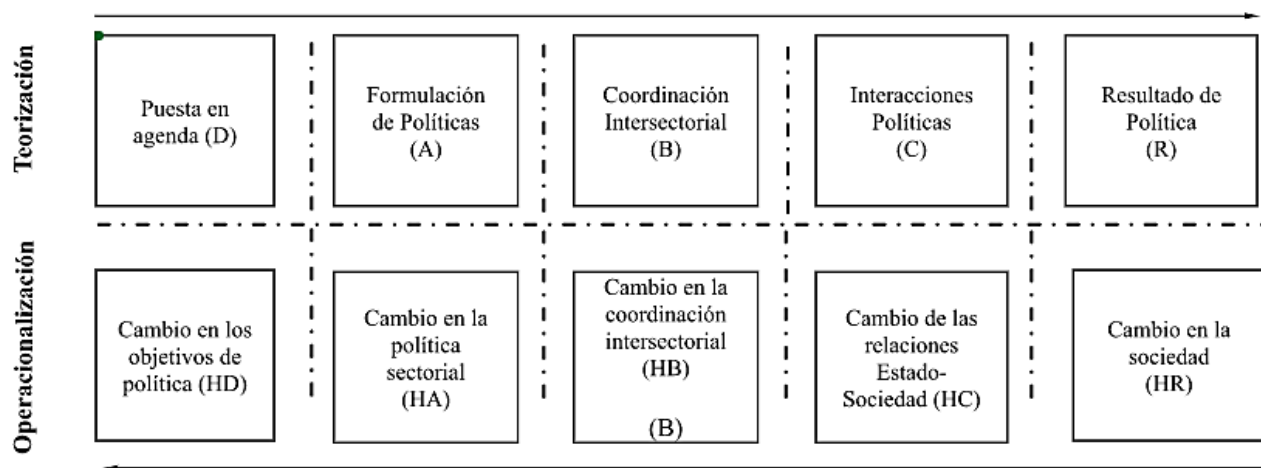 Teorización
Puesta en
agenda (D)
Formulación
de Políticas
(A)
Coordinación
Intersectorial
(B)
Interacciones
Políticas
(C)
Resultado de
Política
(R)
Operacionalización
Cambio en los
objetivos de
política (HD)
Cambio en la
política
sectorial
(HA)
Cambio en la
coordinación
intersectorial
(HB)
(B)
Cambio de las
relaciones
Estado-
Sociedad (HC)
Cambio en la
sociedad
(HR)